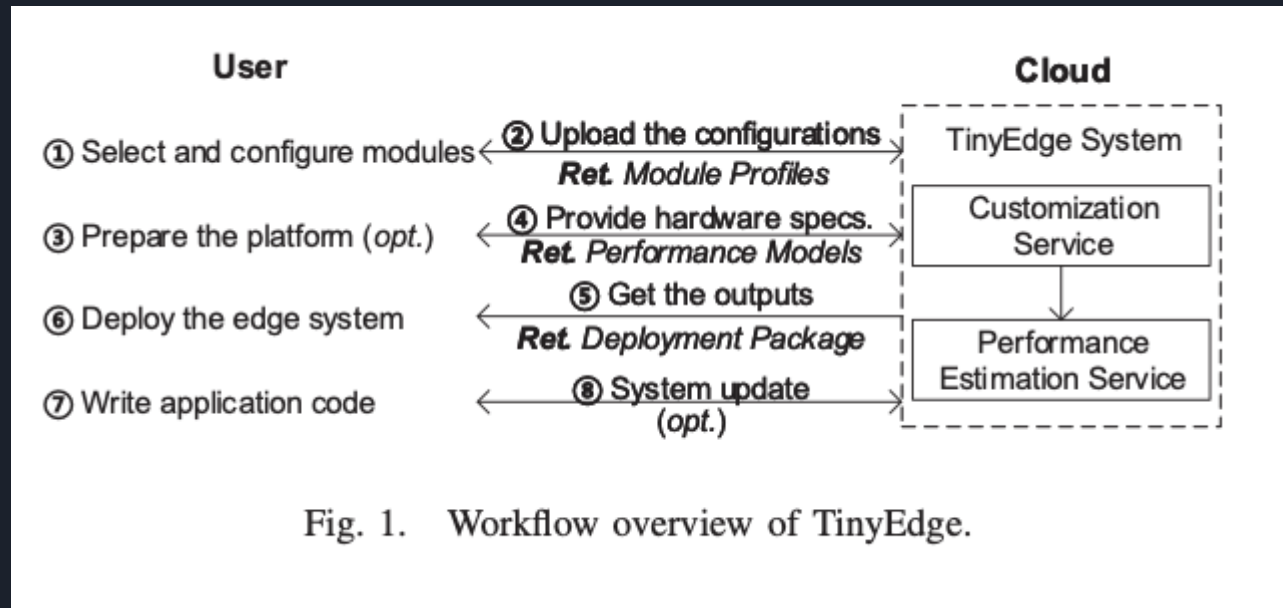 User
Cloud
① Select and configure modules
② Upload the configurations
Ret. Module Profiles
TinyEdge System
③ Prepare the platform (opt.)
④ Provide hardware specs.
Ret. Performance Models
Customization
Service
⑥ Deploy the edge system
⑤ Get the outputs
Ret. Deployment Package
Performance
Estimation Service
⑦ Write application code
⑧ System update
(opt.)
Fig. 1. Workflow overview of TinyEdge.